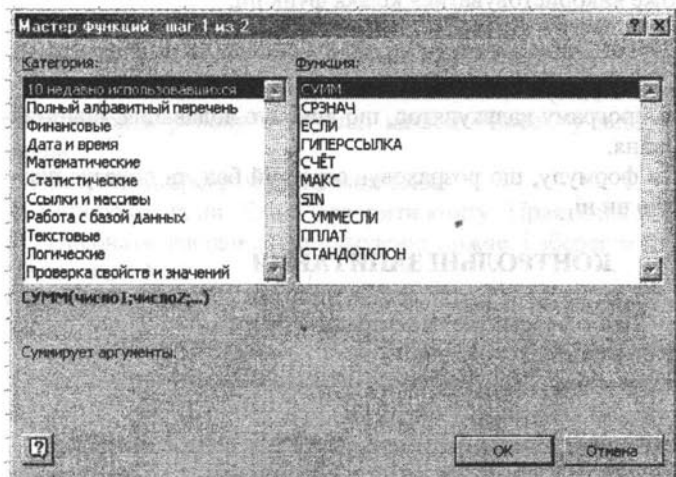 Мастер функций - шаг 1 из 2
Категория:
10 недавно использовавшихся
Полный алфавитный перечень
Финансовые
Дата и время
Математические
Статистические
Ссылки и массивы
Работа с базой данных
Текстовые
Логические
Проверка свойств и значений
Функция:
СУММ
СРЗНАЧ
ЕСЛИ
ГИПЕРССЫЛКА
СЧЁТ
МАКС
SIN
СУММЕСЛИ
ППЛАТ
СТАНДОТКЛОН
СУММ(число1;число2;...)
Суммирует аргументы.
ОК
Отмена